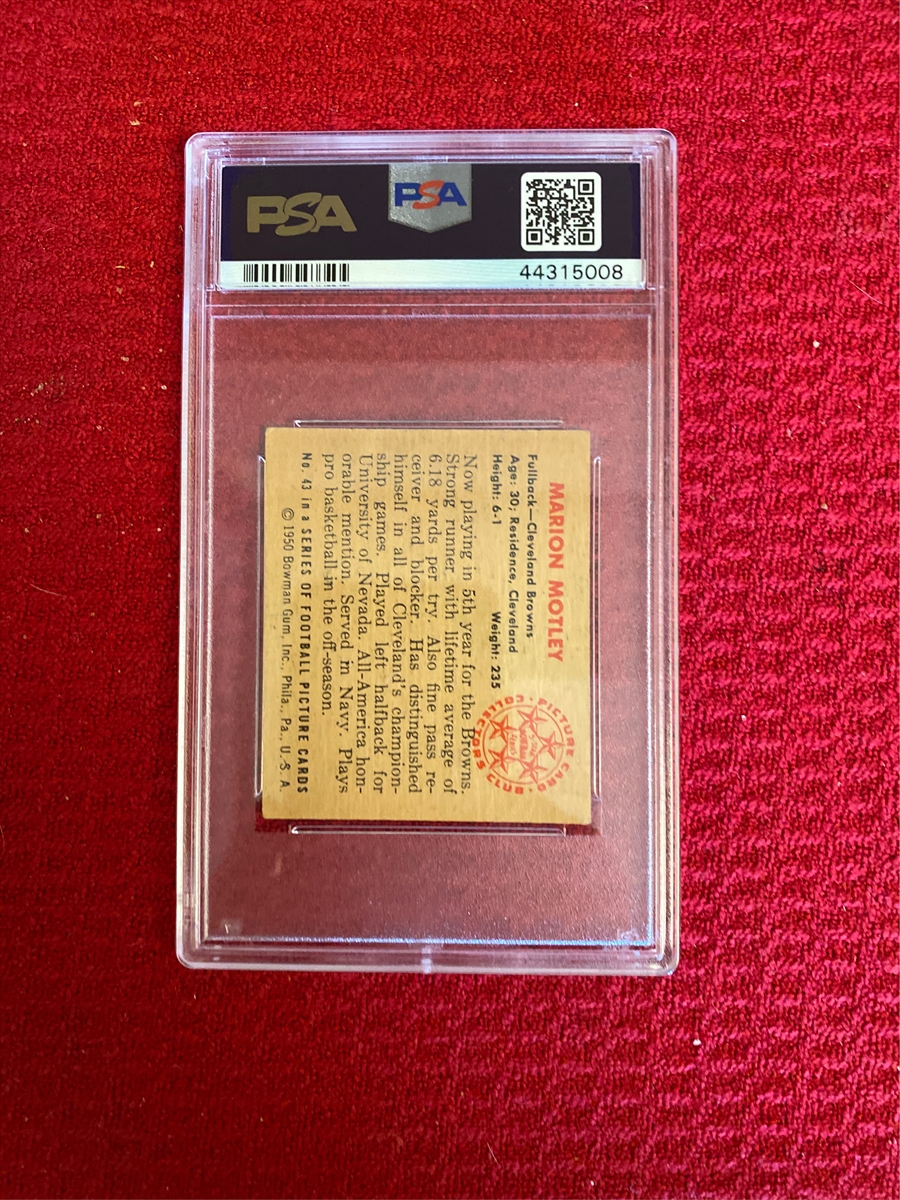 PSA
PSA
44315008
MARION MOTLEY
Fullback—Cleveland Browns
Age: 30; Residence, Cleveland
Height: 6-1 Weight: 235
Now playing in 5th year for the Browns.
Strong runner with lifetime average of
6.18 yards per try. Also fine pass re-
ceiver and blocker. Has distinguished
himself in all of Cleveland's champion-
ship games. Played left halfback for
University of Nevada. All-America hon-
orable mention. Served in Navy. Plays
pro basketball in the off-season.
PICTURE CARD
COLLECTORS CLUB
No. 43 in a SERIES OF FOOTBALL PICTURE CARDS
© 1950 Bowman Gum, Inc., Phila., Pa., U.S.A.